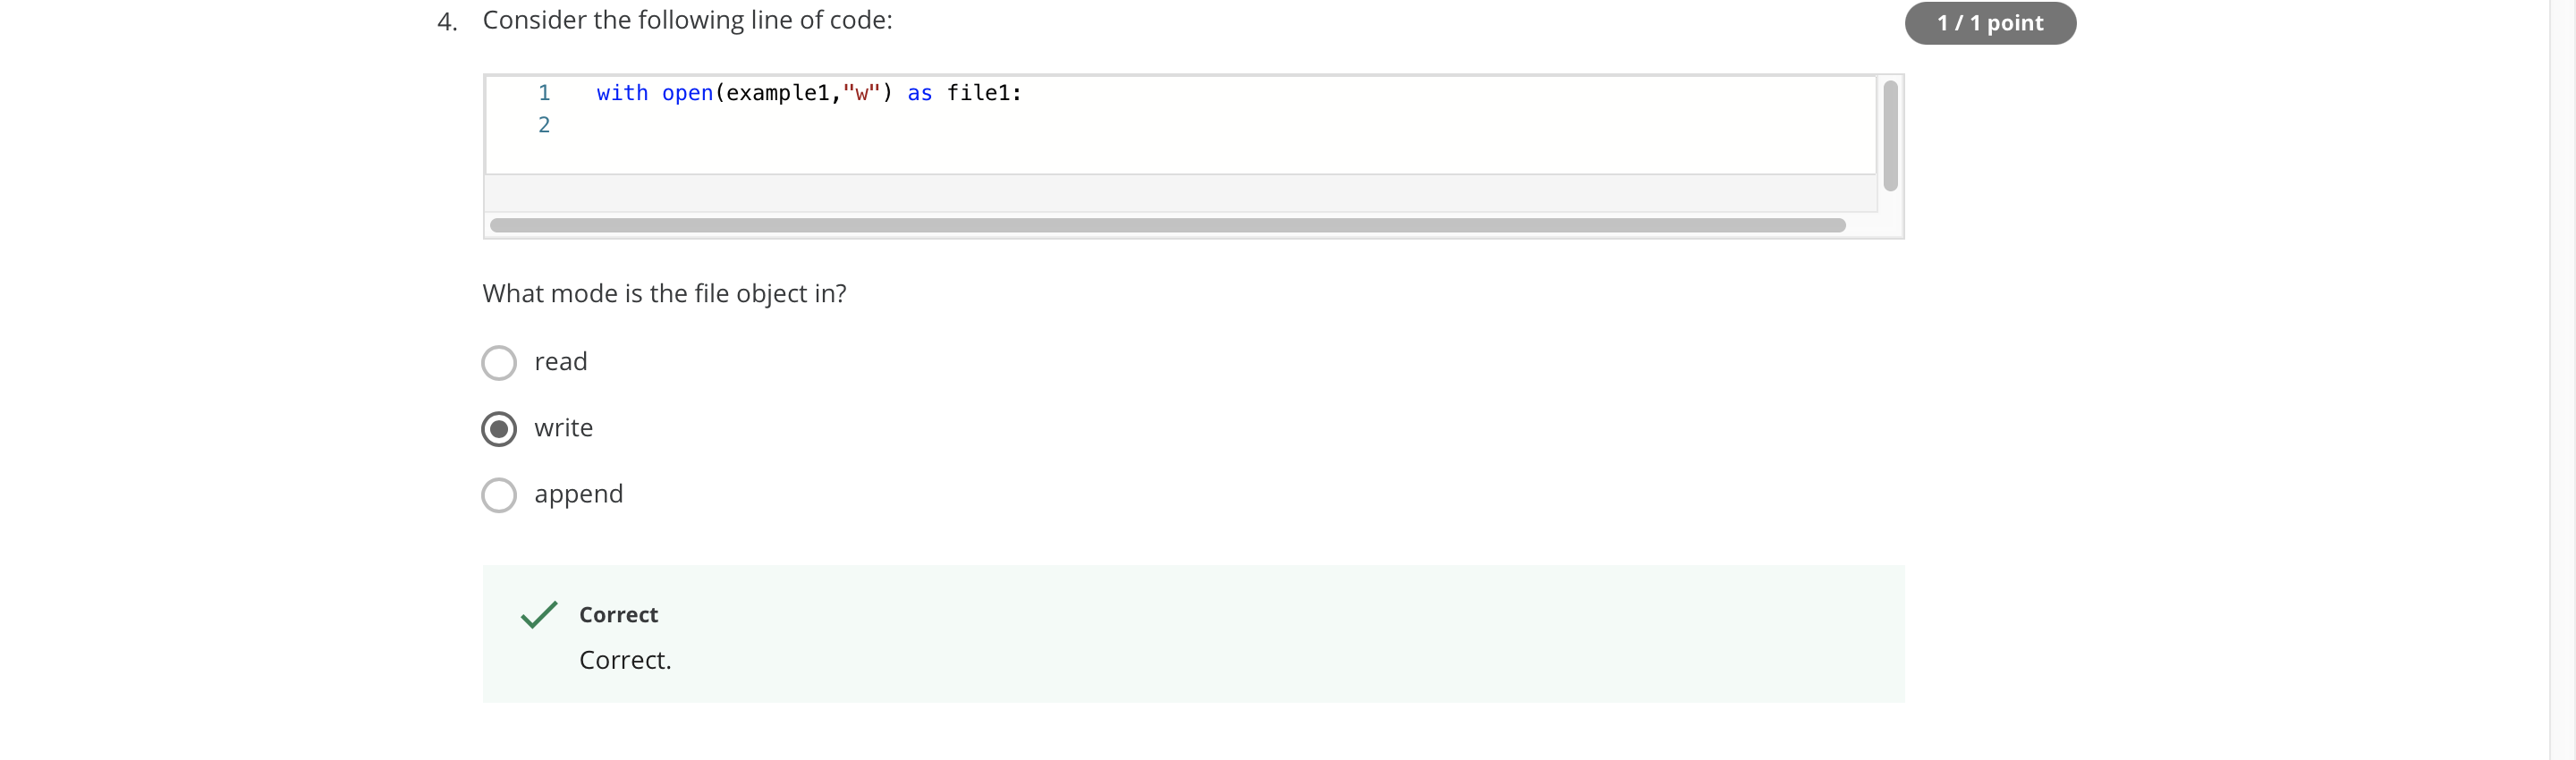 4. Consider the following line of code:
1 / 1 point
1 with open(example1,"w") as file1:
2
What mode is the file object in?
read
write
append
Correct
Correct.